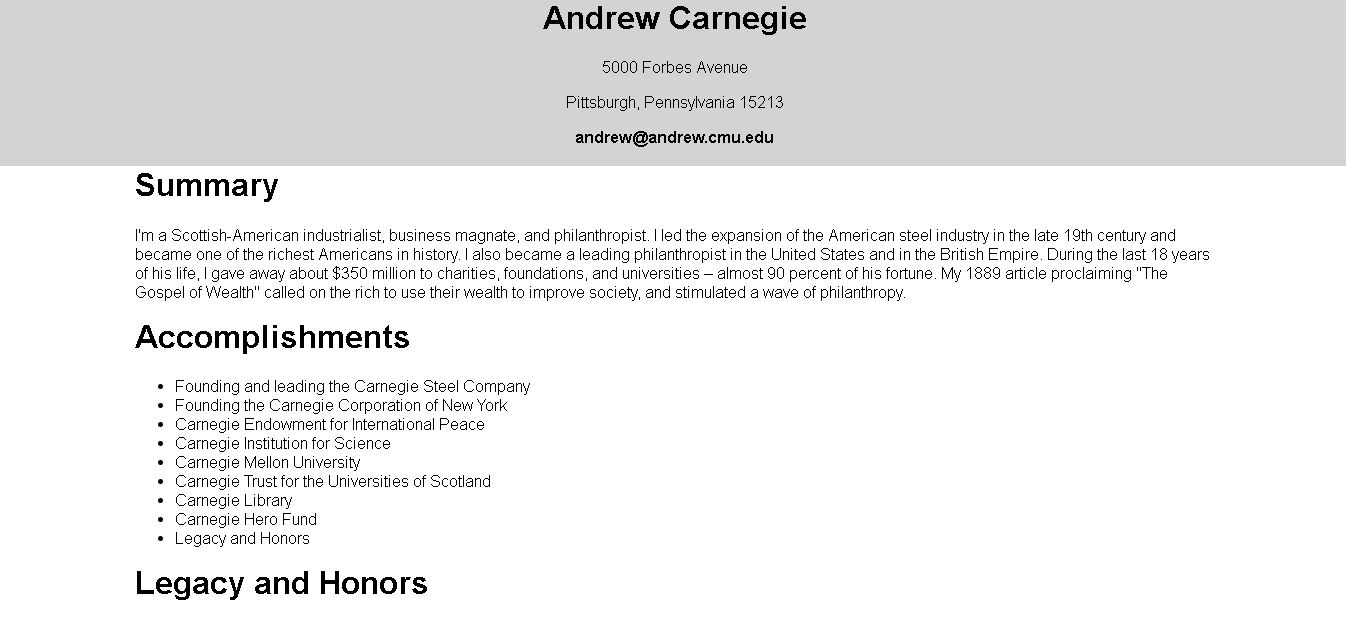 Andrew Carnegie
5000 Forbes Avenue
Pittsburgh, Pennsylvania 15213
andrew@andrew.cmu.edu
Summary
I'm a Scottish-American industrialist, business magnate, and philanthropist. I led the expansion of the American steel industry in the late 19th century and
became one of the richest Americans in history. I also became a leading philanthropist in the United States and in the British Empire. During the last 18 years
of his life, I gave away about $350 million to charities, foundations, and universities – almost 90 percent of his fortune. My 1889 article proclaiming "The
Gospel of Wealth" called on the rich to use their wealth to improve society, and stimulated a wave of philanthropy.
Accomplishments
• Founding and leading the Carnegie Steel Company
• Founding the Carnegie Corporation of New York
• Carnegie Endowment for International Peace
• Carnegie Institution for Science
• Carnegie Mellon University
• Carnegie Trust for the Universities of Scotland
• Carnegie Library
• Carnegie Hero Fund
• Legacy and Honors
Legacy and Honors